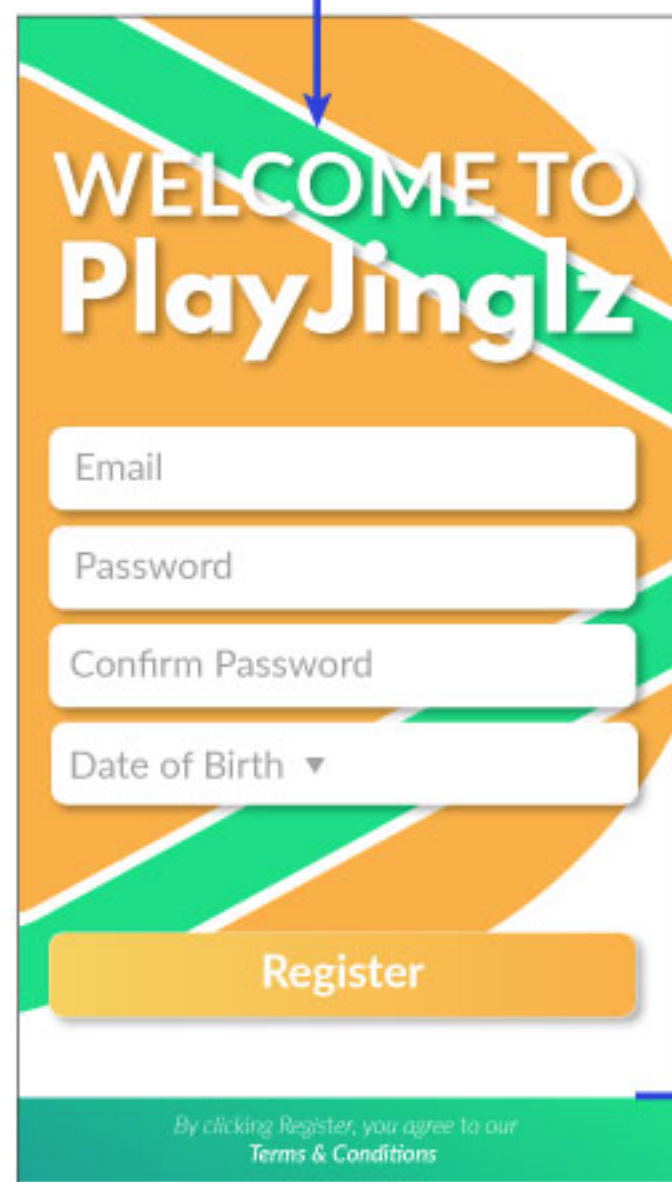 WELCOME TO
PlayJinglz
Email
Password
Confirm Password
Date of Birth ▼
Register
By clicking Register, you agree to our
Terms & Conditions